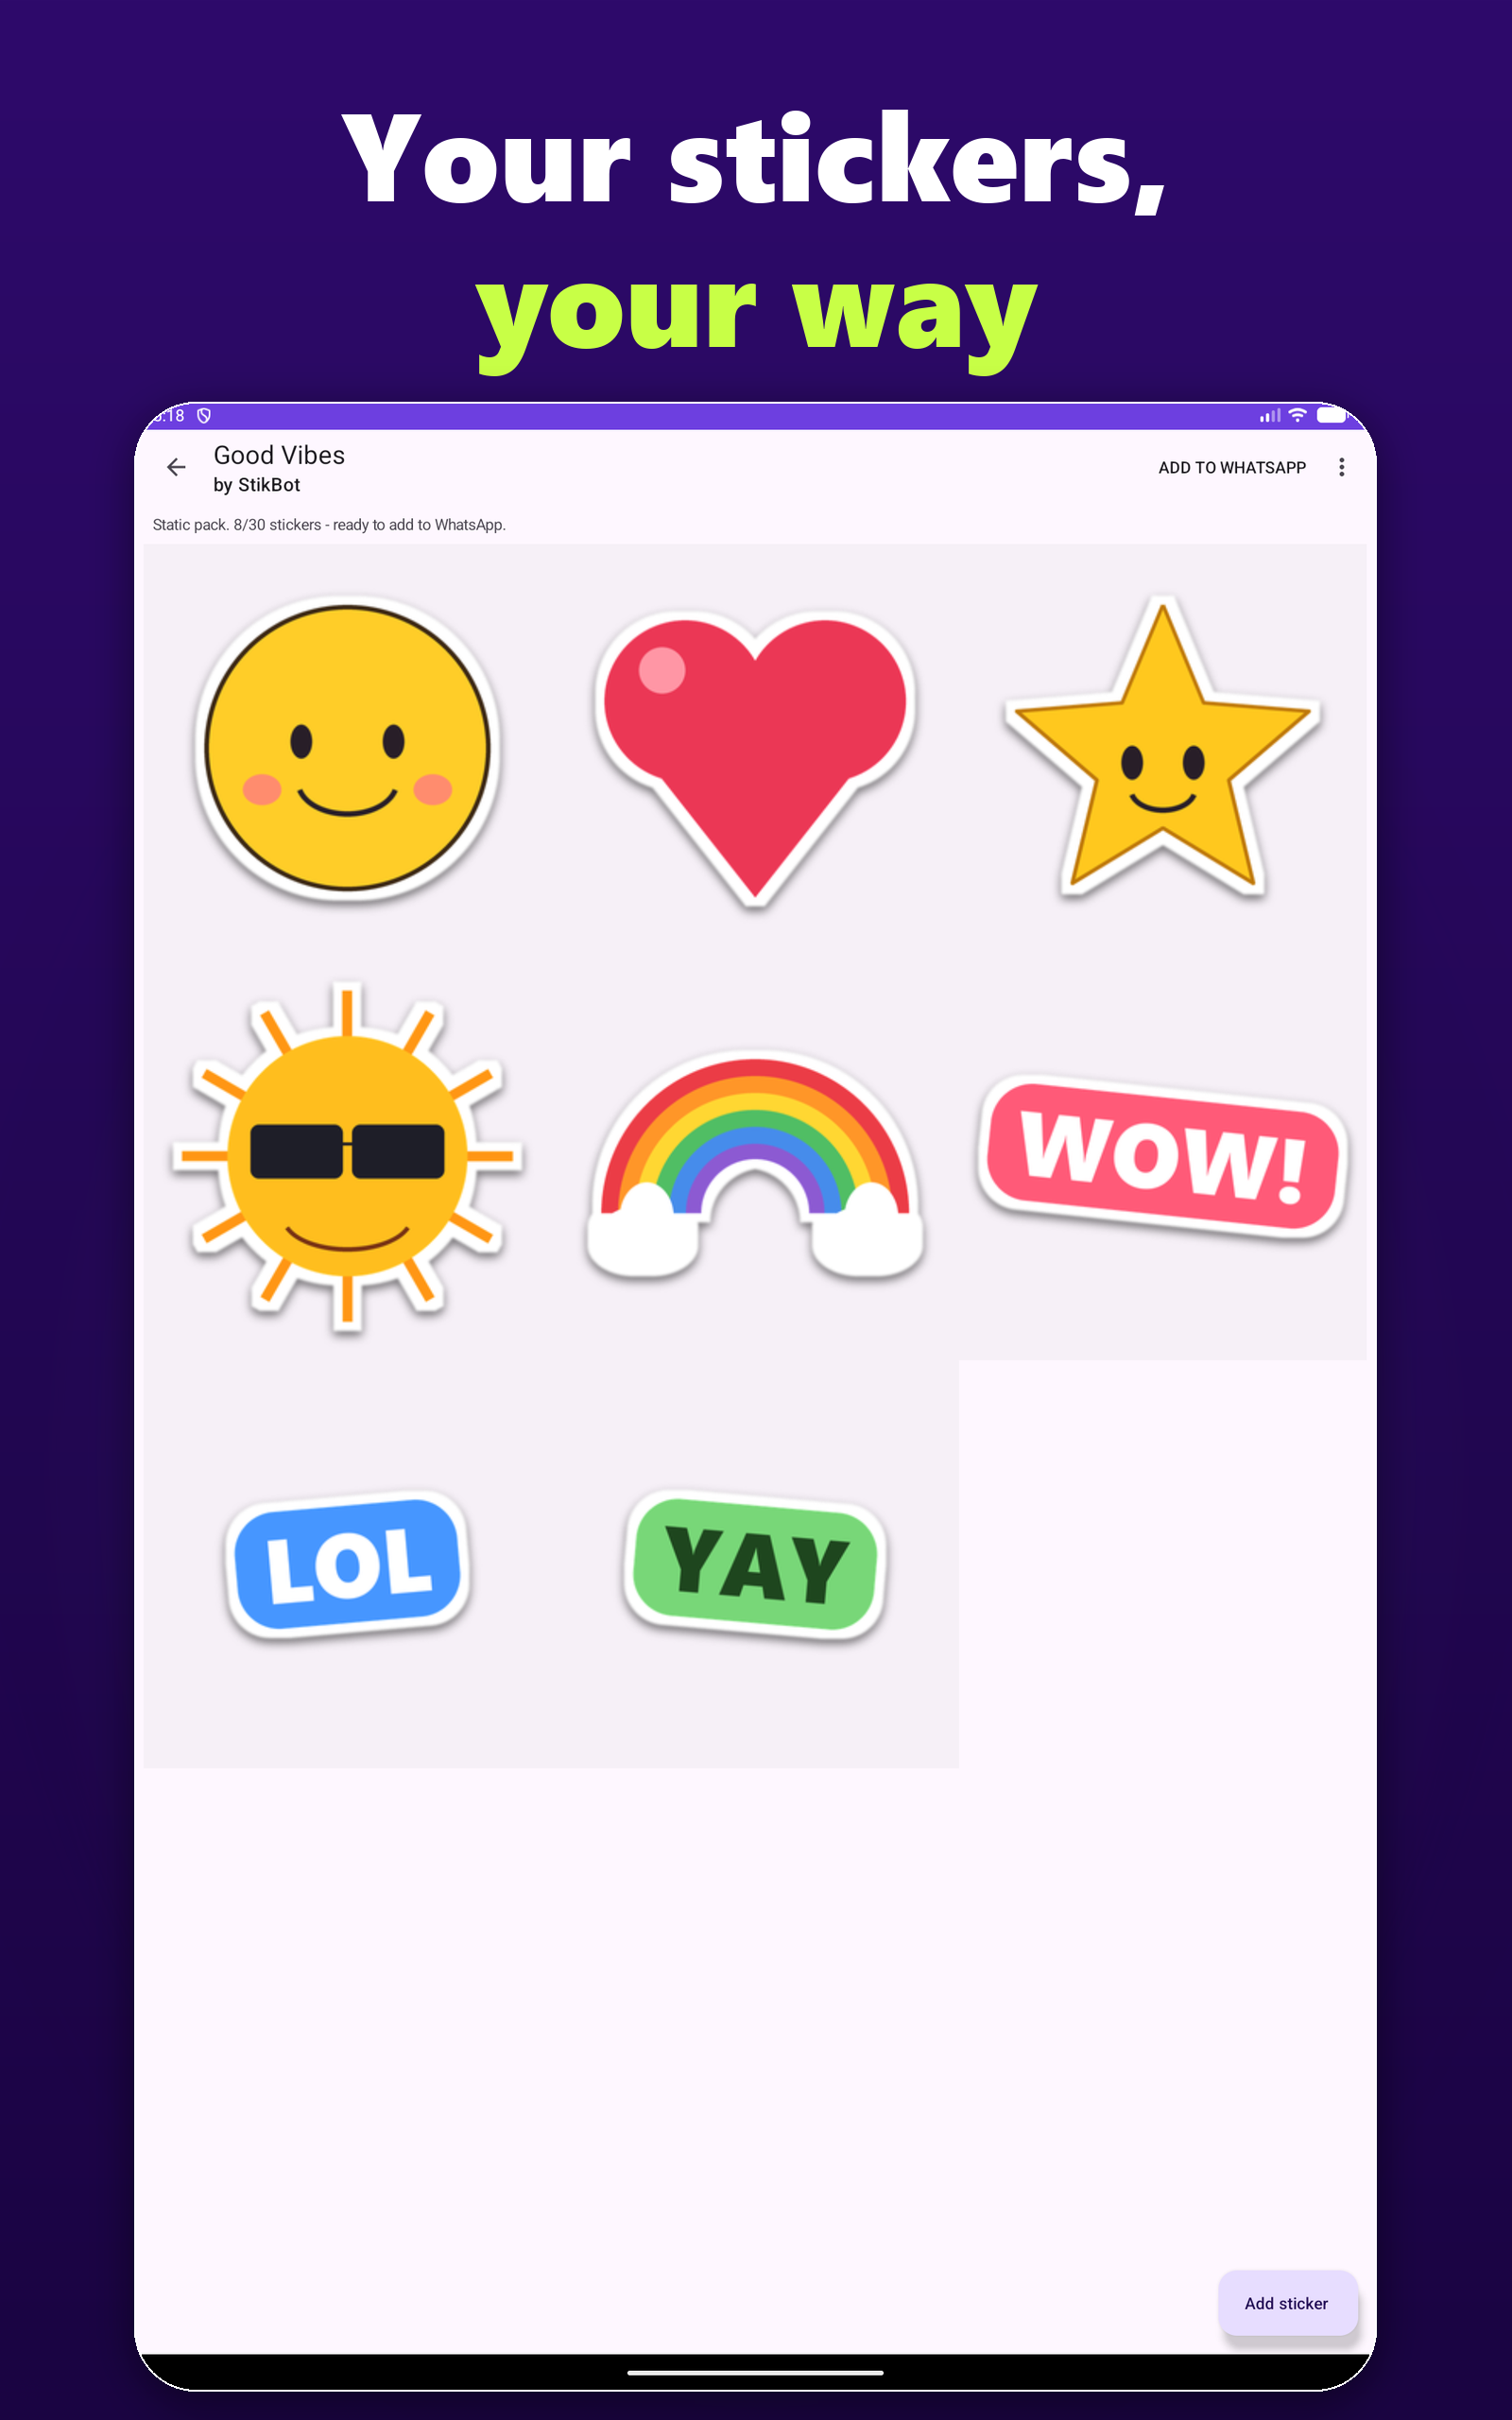 Your stickers,
your way
Good Vibes
by StikBot
ADD TO WHATSAPP
Static pack. 8/30 stickers - ready to add to WhatsApp.
WOW!
LOL
YAY
Add sticker